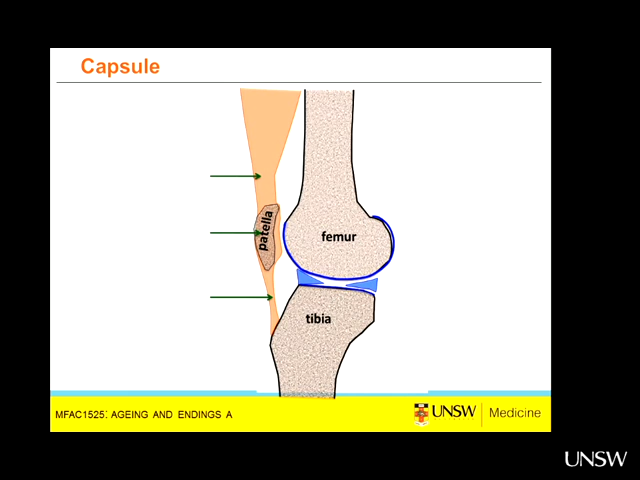 Capsule
patella
femur
tibia
MFAC1525: AGEING AND ENDINGS A
UNSW Medicine
UNSW